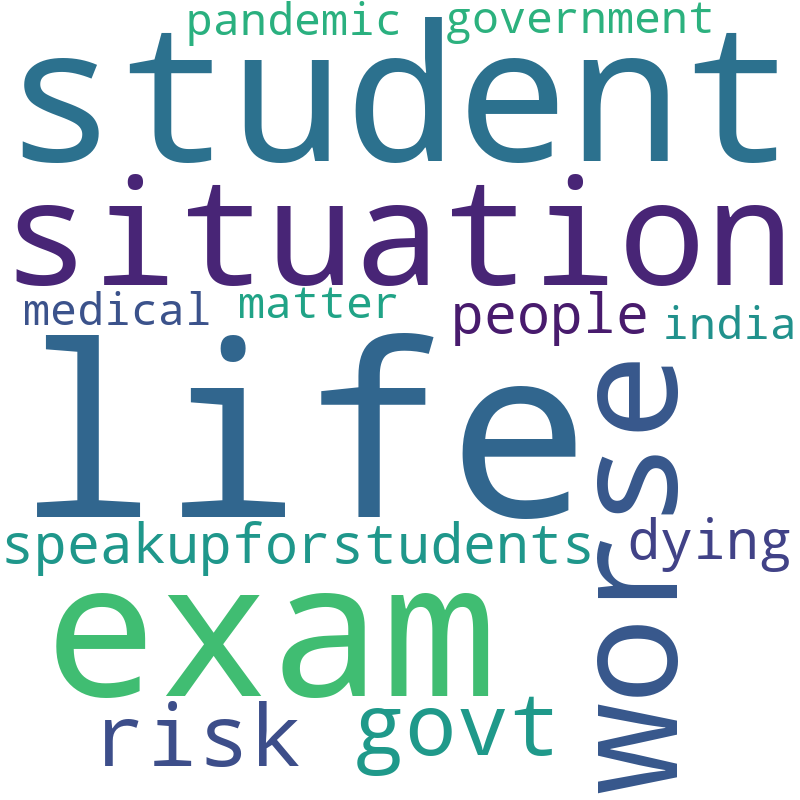 pandemic government
student
situation
medical matter people india
life
worse
speakupforstudents dying
exam
risk govt